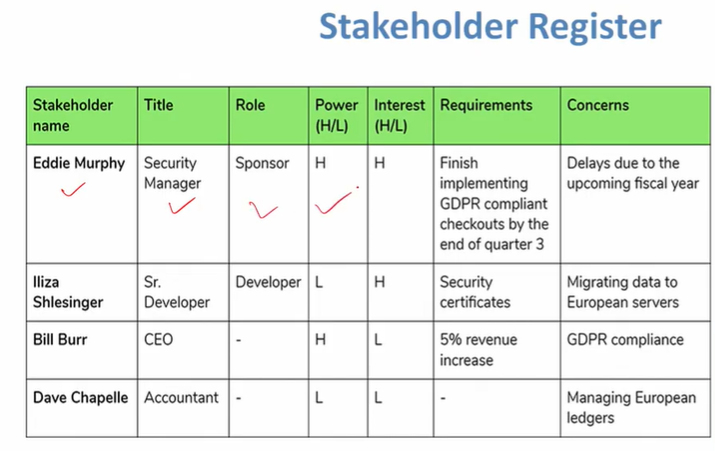 Stakeholder Register
Stakeholder name
Title
Role
Power (H/L)
Interest (H/L)
Requirements
Concerns
Eddie Murphy
Security Manager
Sponsor
H
H
Finish implementing GDPR compliant checkouts by the end of quarter 3
Delays due to the upcoming fiscal year
Iliza Shlesinger
Sr. Developer
Developer
L
H
Security certificates
Migrating data to European servers
Bill Burr
CEO
-
H
L
5% revenue increase
GDPR compliance
Dave Chapelle
Accountant
-
L
L
-
Managing European ledgers